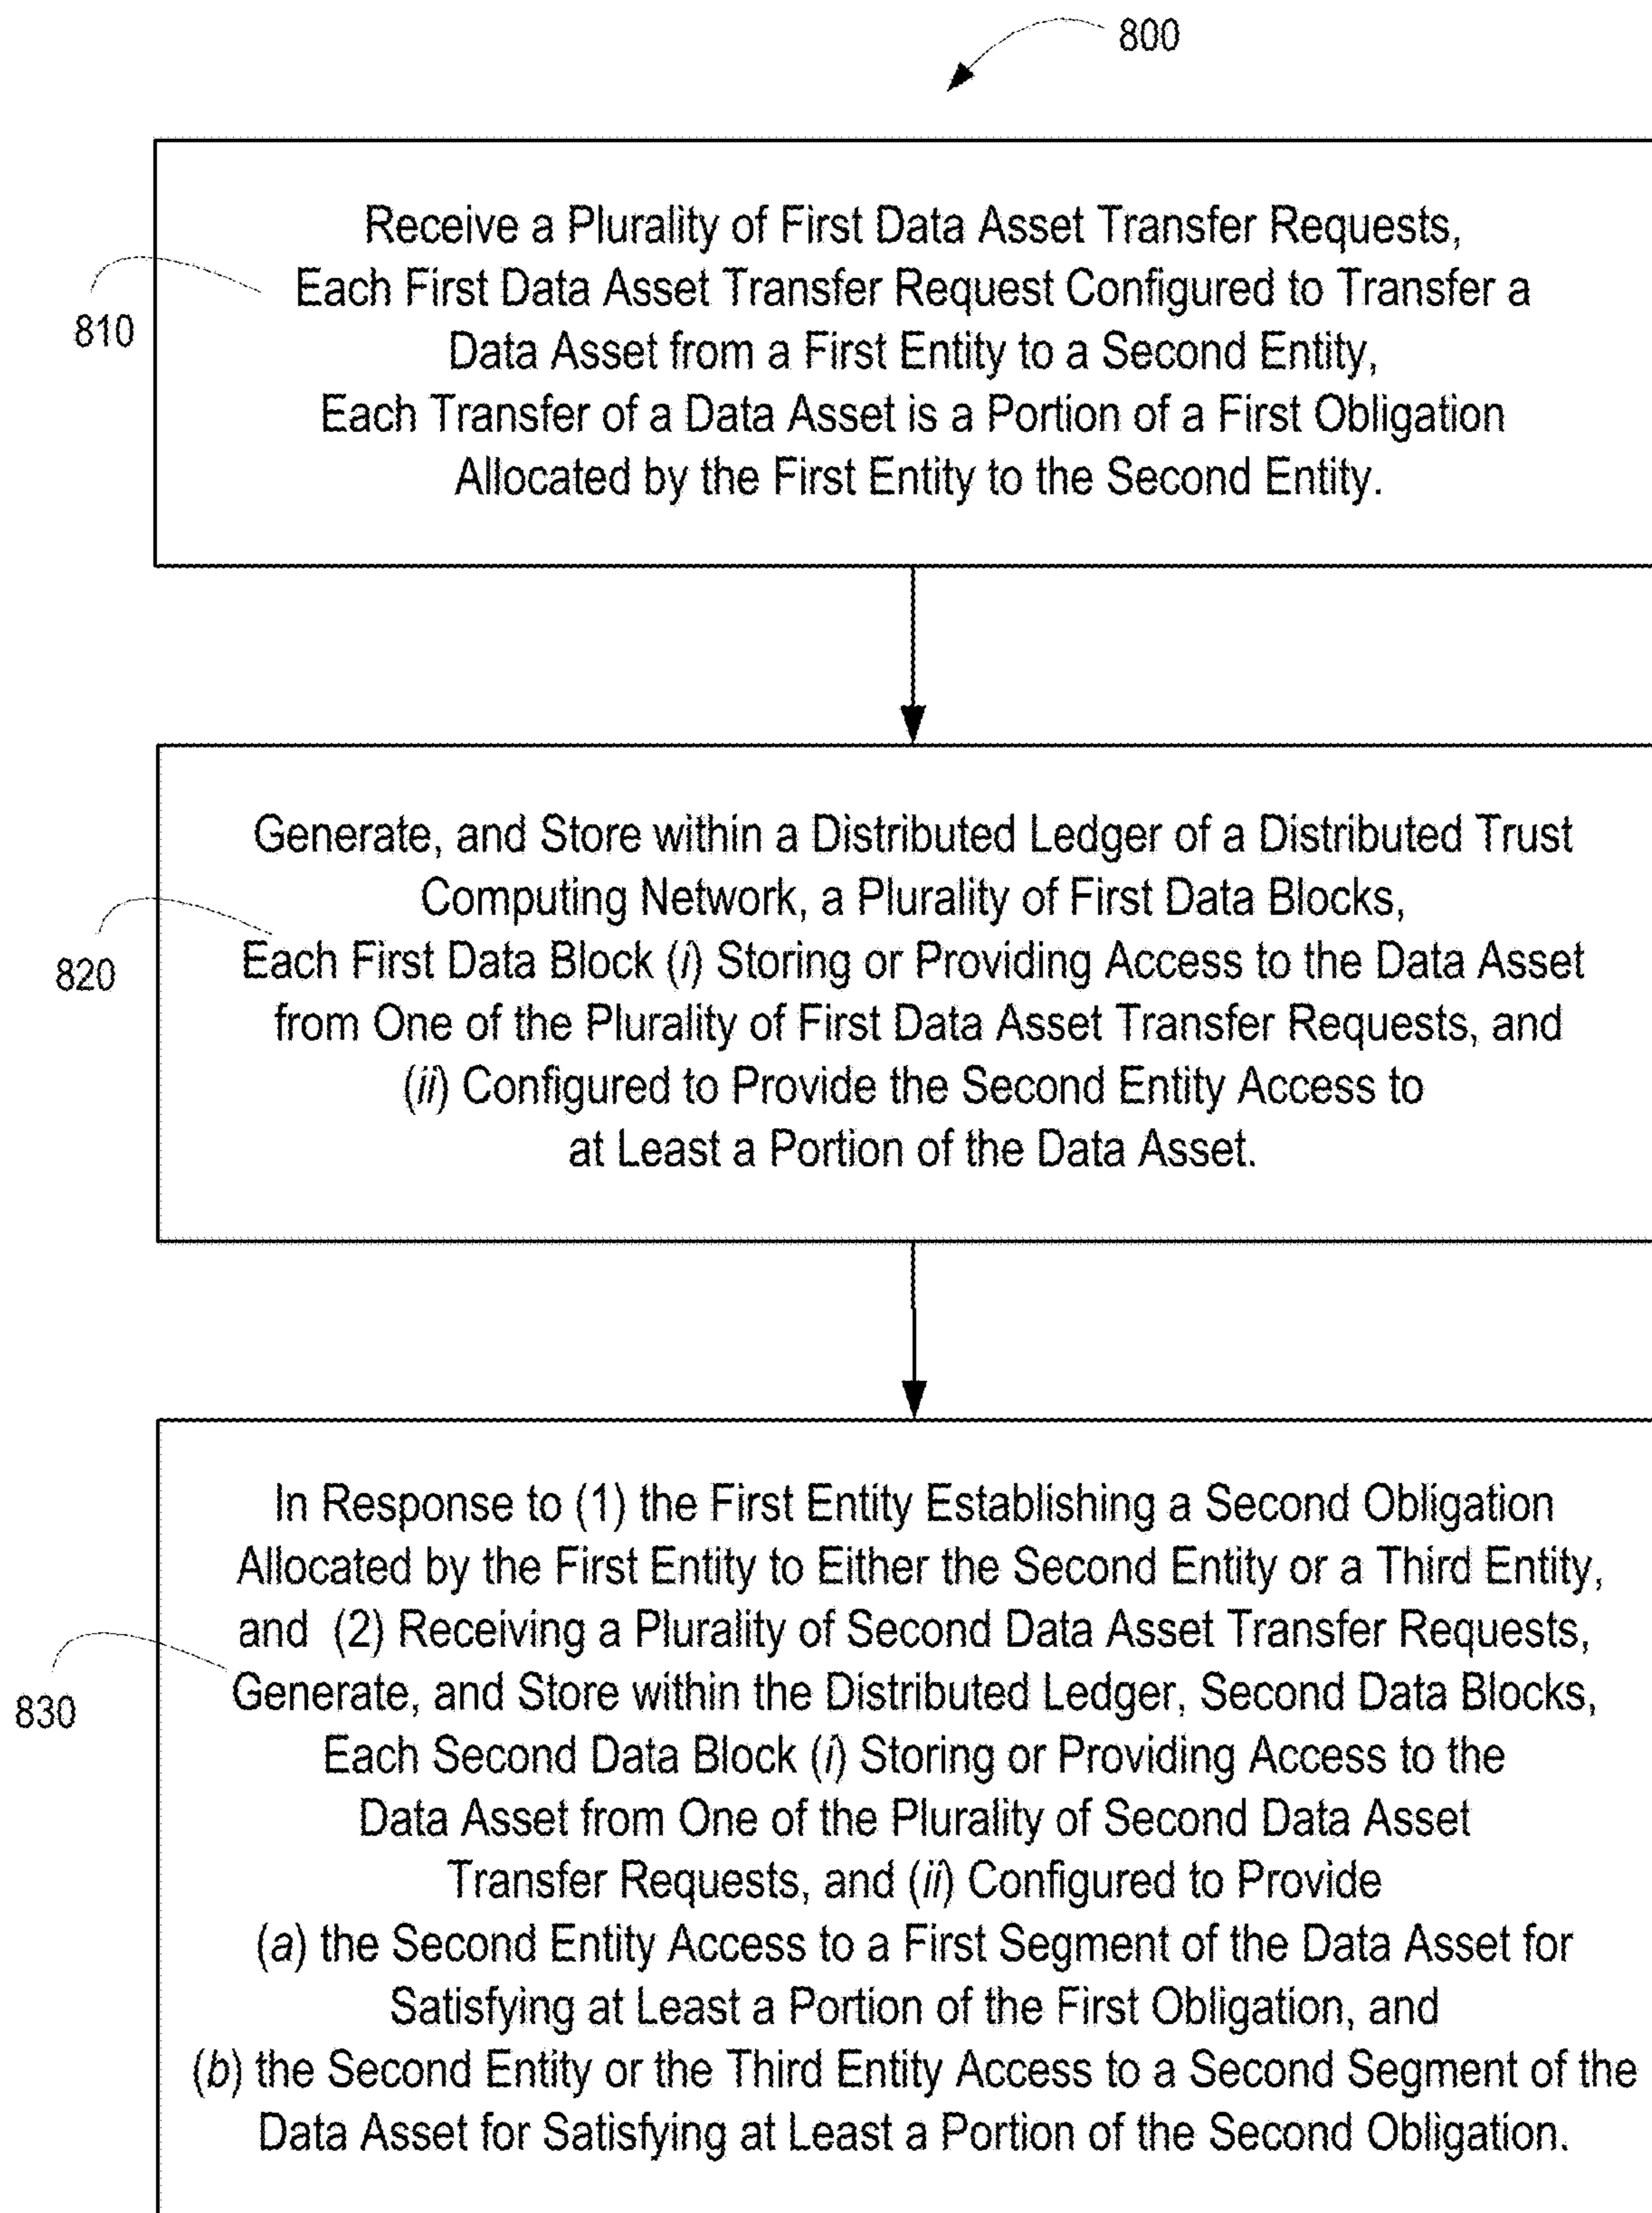 800
Receive a Plurality of First Data Asset Transfer Requests,
Each First Data Asset Transfer Request Configured to Transfer a
Data Asset from a First Entity to a Second Entity,
Each Transfer of a Data Asset is a Portion of a First Obligation
Allocated by the First Entity to the Second Entity.
810
Generate, and Store within a Distributed Ledger of a Distributed Trust
Computing Network, a Plurality of First Data Blocks,
Each First Data Block (i) Storing or Providing Access to the Data Asset
from One of the Plurality of First Data Asset Transfer Requests, and
(ii) Configured to Provide the Second Entity Access to
at Least a Portion of the Data Asset.
820
In Response to (1) the First Entity Establishing a Second Obligation
Allocated by the First Entity to Either the Second Entity or a Third Entity,
and (2) Receiving a Plurality of Second Data Asset Transfer Requests,
Generate, and Store within the Distributed Ledger, Second Data Blocks,
Each Second Data Block (i) Storing or Providing Access to the
Data Asset from One of the Plurality of Second Data Asset
Transfer Requests, and (ii) Configured to Provide
(a) the Second Entity Access to a First Segment of the Data Asset for
Satisfying at Least a Portion of the First Obligation, and
(b) the Second Entity or the Third Entity Access to a Second Segment of the
Data Asset for Satisfying at Least a Portion of the Second Obligation.
830